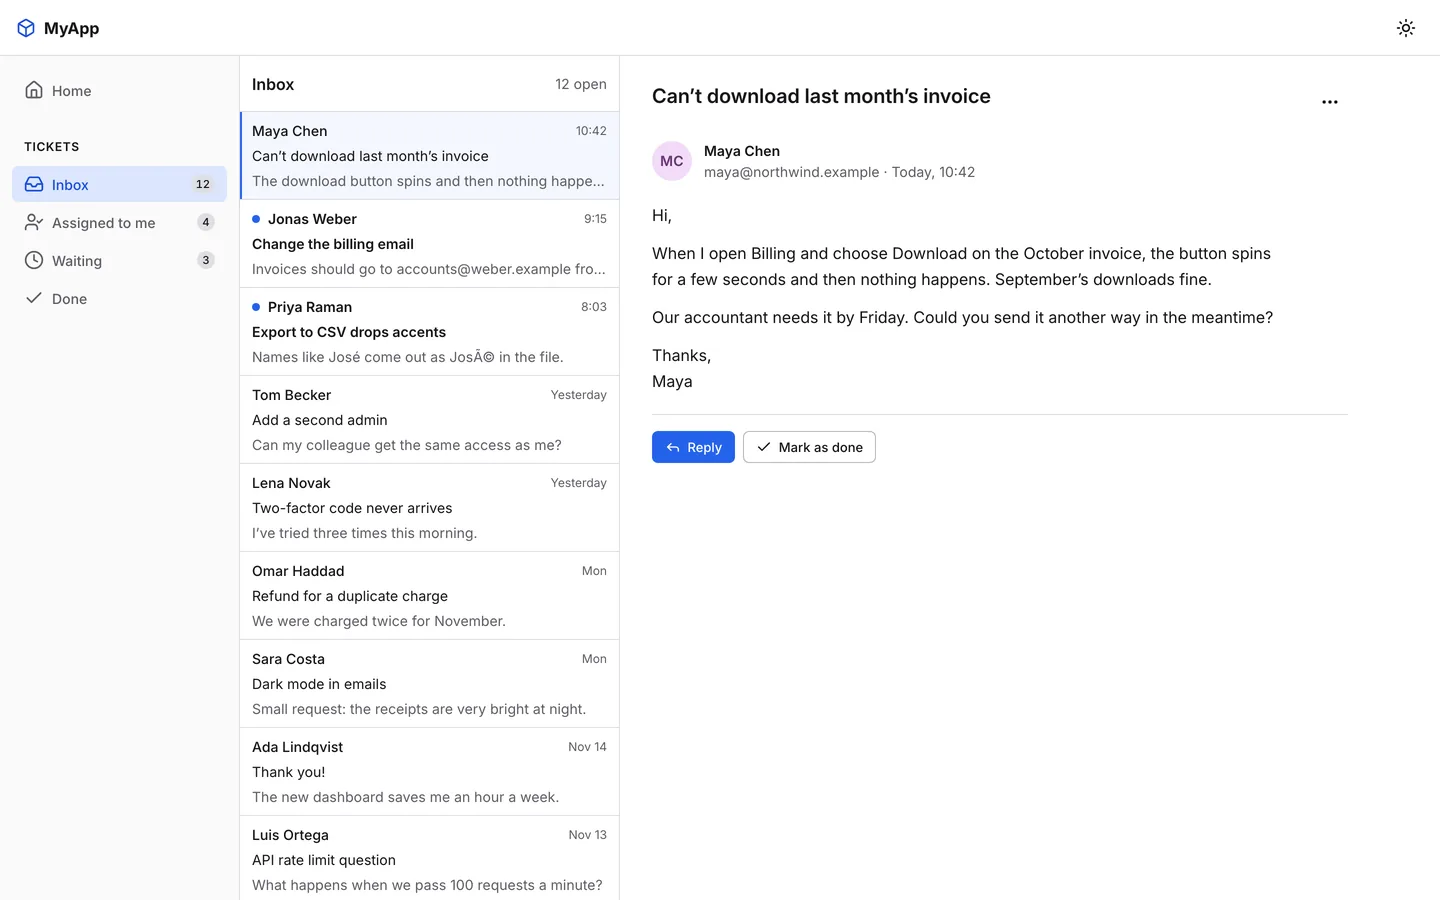 MyApp
Home
TICKETS
Inbox 12
Assigned to me 4
Waiting 3
Done
Inbox 12 open
Maya Chen 10:42
Can’t download last month’s invoice
The download button spins and then nothing happe...
Jonas Weber 9:15
Change the billing email
Invoices should go to accounts@weber.example fro...
Priya Raman 8:03
Export to CSV drops accents
Names like José come out as JosÃ© in the file.
Tom Becker Yesterday
Add a second admin
Can my colleague get the same access as me?
Lena Novak Yesterday
Two-factor code never arrives
I’ve tried three times this morning.
Omar Haddad Mon
Refund for a duplicate charge
We were charged twice for November.
Sara Costa Mon
Dark mode in emails
Small request: the receipts are very bright at night.
Ada Lindqvist Nov 14
Thank you!
The new dashboard saves me an hour a week.
Luis Ortega Nov 13
API rate limit question
What happens when we pass 100 requests a minute?
Can’t download last month’s invoice
MC
Maya Chen
maya@northwind.example · Today, 10:42
Hi,
When I open Billing and choose Download on the October invoice, the button spins
for a few seconds and then nothing happens. September’s downloads fine.
Our accountant needs it by Friday. Could you send it another way in the meantime?
Thanks,
Maya
Reply
Mark as done